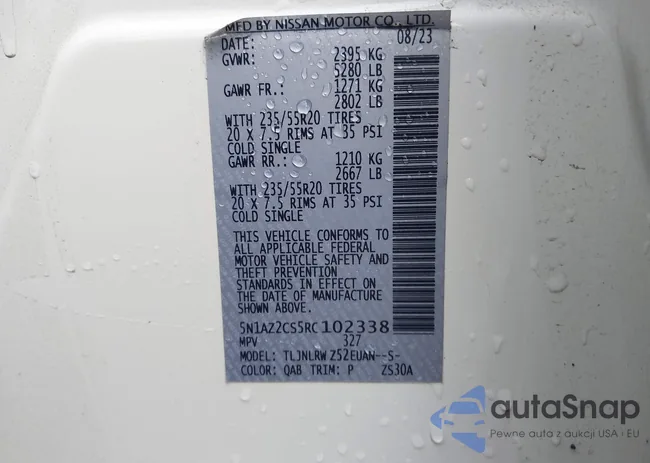 MFD BY NISSAN MOTOR CO., LTD.
DATE: 08/23
GVWR: 2395 KG
5280 LB
GAWR FR.: 1271 KG
2802 LB
WITH 235/55R20 TIRES
20 X 7.5 RIMS AT 35 PSI
COLD SINGLE
GAWR RR.: 1210 KG
2667 LB
WITH 235/55R20 TIRES
20 X 7.5 RIMS AT 35 PSI
COLD SINGLE
THIS VEHICLE CONFORMS TO
ALL APPLICABLE FEDERAL
MOTOR VEHICLE SAFETY AND
THEFT PREVENTION
STANDARDS IN EFFECT ON
THE DATE OF MANUFACTURE
SHOWN ABOVE.
5N1AZ2CS5RC102338
MPV 327
MODEL: TLJNLRW Z52EUAN--S-
COLOR: QAB TRIM: P ZS30A
autaSnap
Pewne auta z aukcji USA i EU